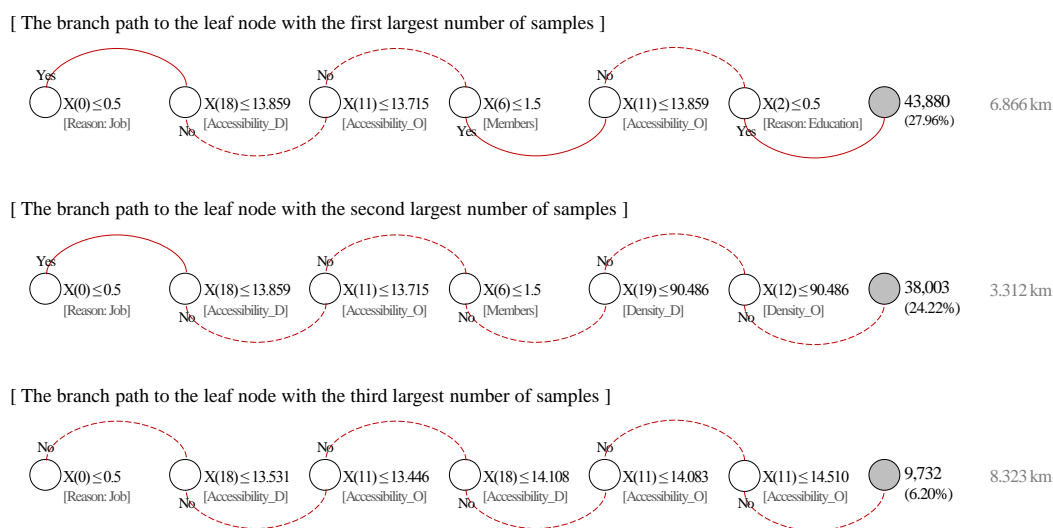 [ The branch path to the leaf node with the first largest number of samples ]
Yes No No
X(0) ≤ 0.5 X(18) ≤ 13.859 X(11) ≤ 13.715 X(6) ≤ 1.5 X(11) ≤ 13.859 X(2) ≤ 0.5 43,880 6.866 km
[Reason: Job] [Accessibility_D] [Accessibility_O] [Members] [Accessibility_O] [Reason: Education] (27.96%)
No Yes Yes
[ The branch path to the leaf node with the second largest number of samples ]
Yes No No
X(0) ≤ 0.5 X(18) ≤ 13.859 X(11) ≤ 13.715 X(6) ≤ 1.5 X(19) ≤ 90.486 X(12) ≤ 90.486 38,003 3.312 km
[Reason: Job] [Accessibility_D] [Accessibility_O] [Members] [Density_D] [Density_O] (24.22%)
No No No
[ The branch path to the leaf node with the third largest number of samples ]
No No No
X(0) ≤ 0.5 X(18) ≤ 13.531 X(11) ≤ 13.446 X(18) ≤ 14.108 X(11) ≤ 14.083 X(11) ≤ 14.510 9,732 8.323 km
[Reason: Job] [Accessibility_D] [Accessibility_O] [Accessibility_D] [Accessibility_O] [Accessibility_O] (6.20%)
No No No